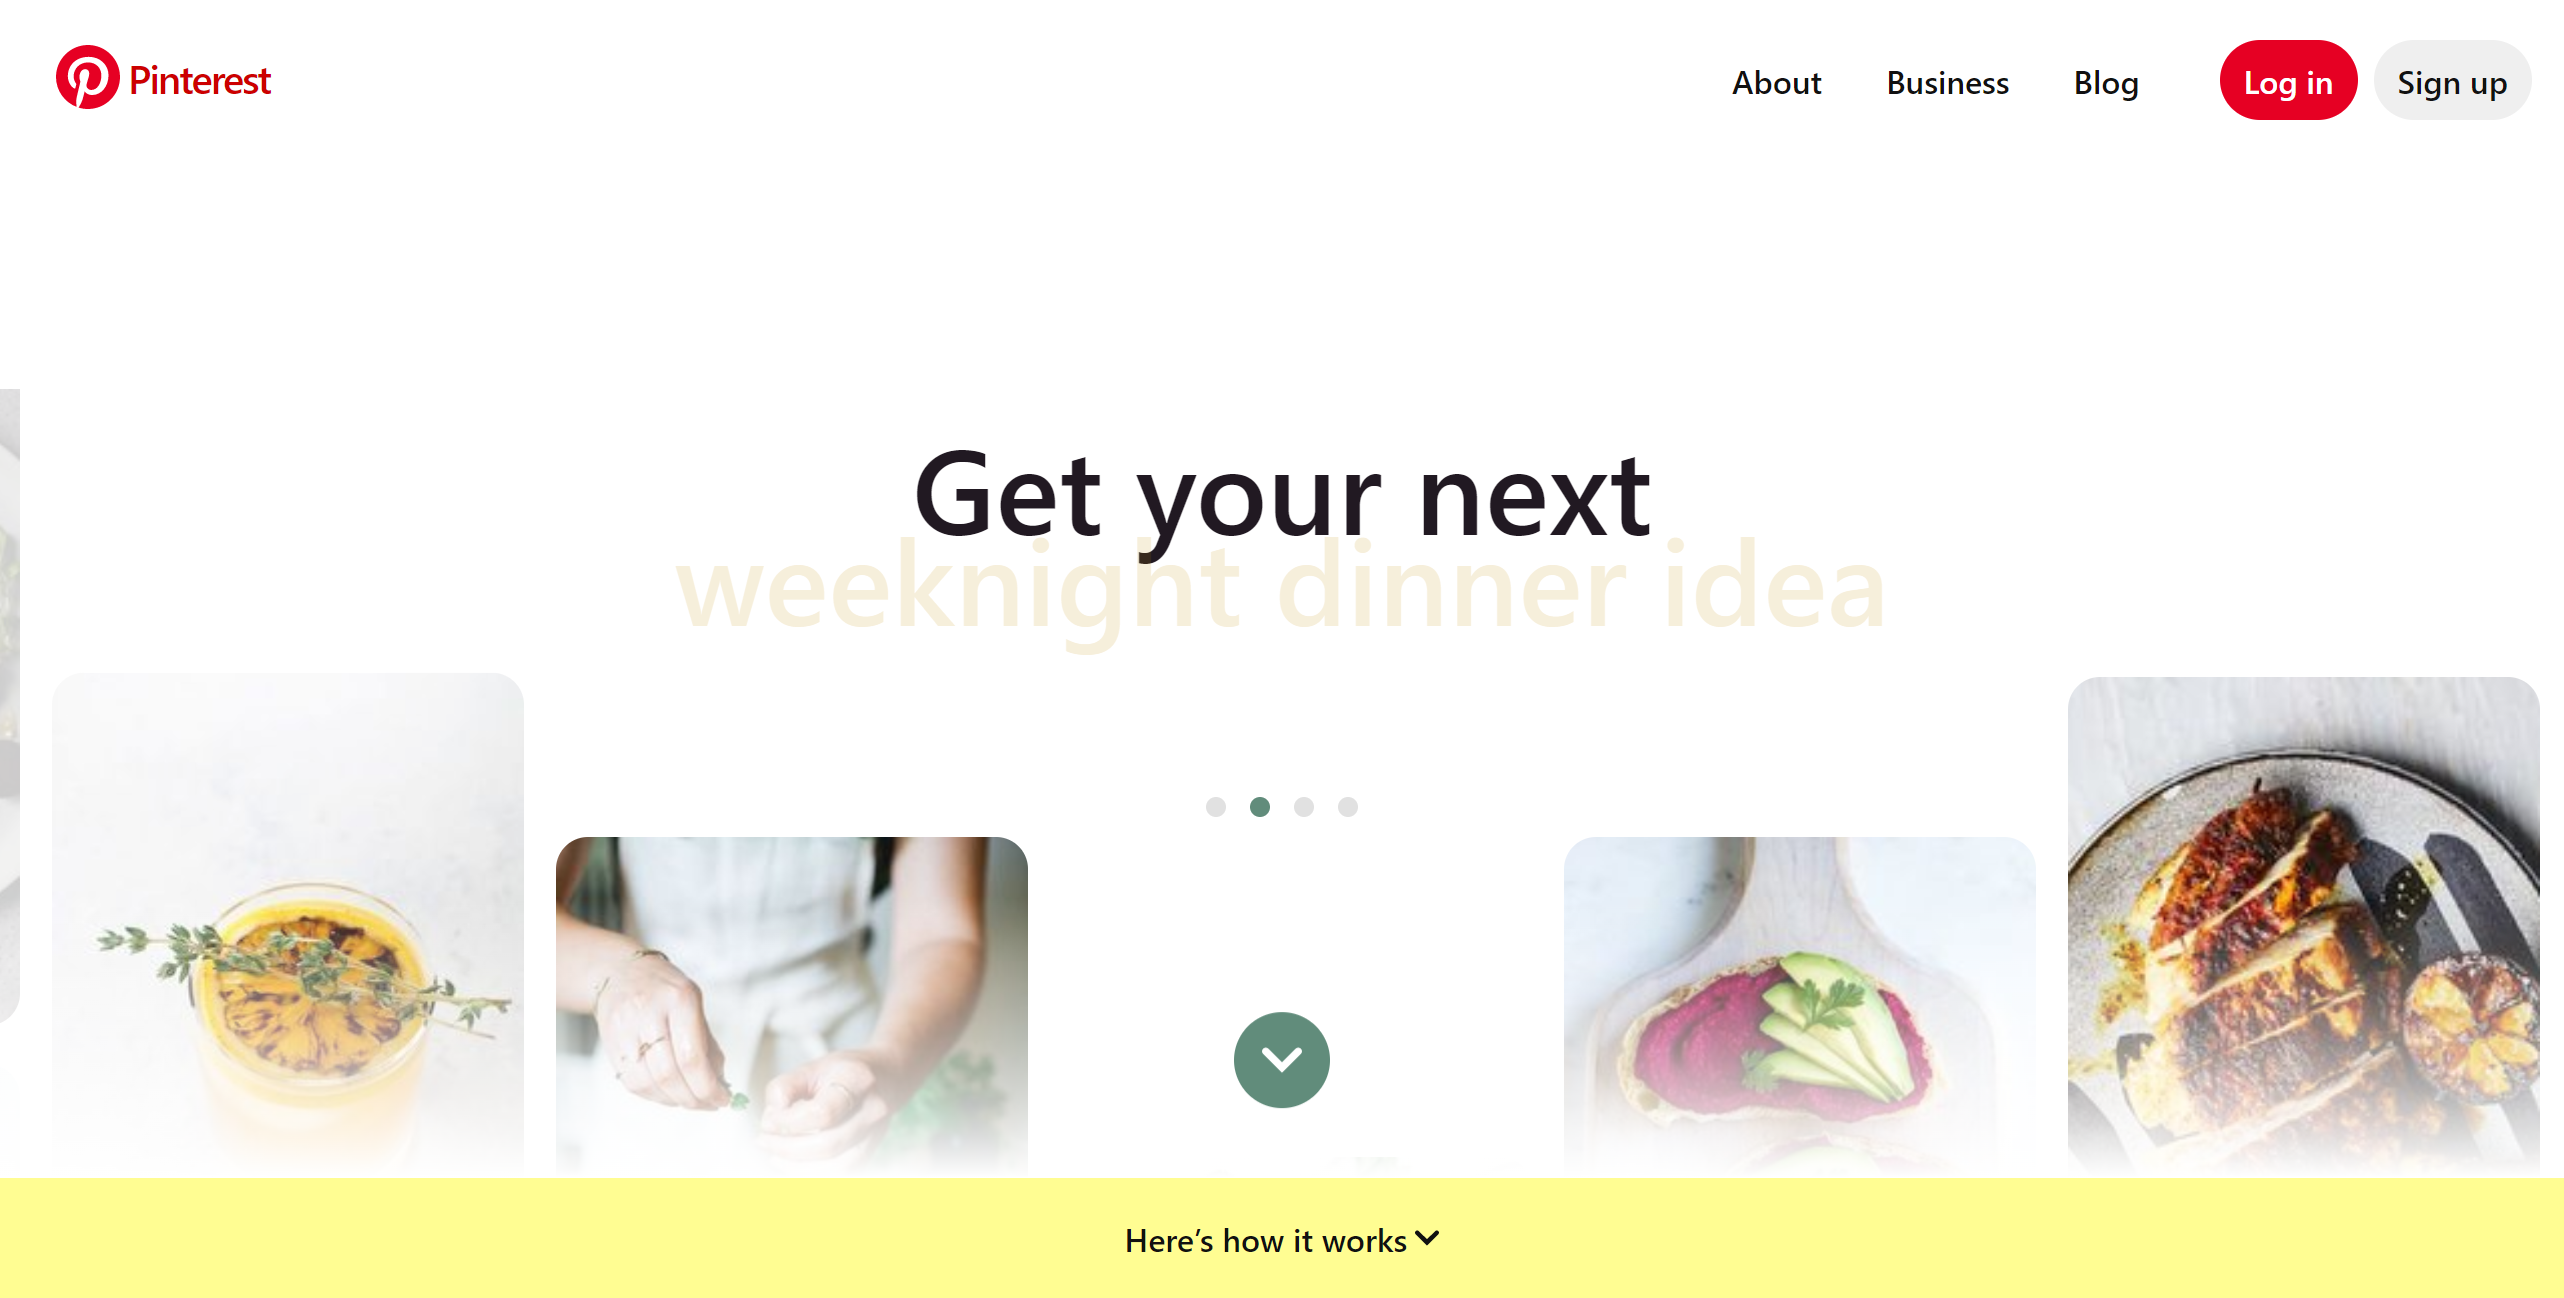 Pinterest
About Business Blog Log in Sign up
Get your next
weeknight dinner idea
Here’s how it works